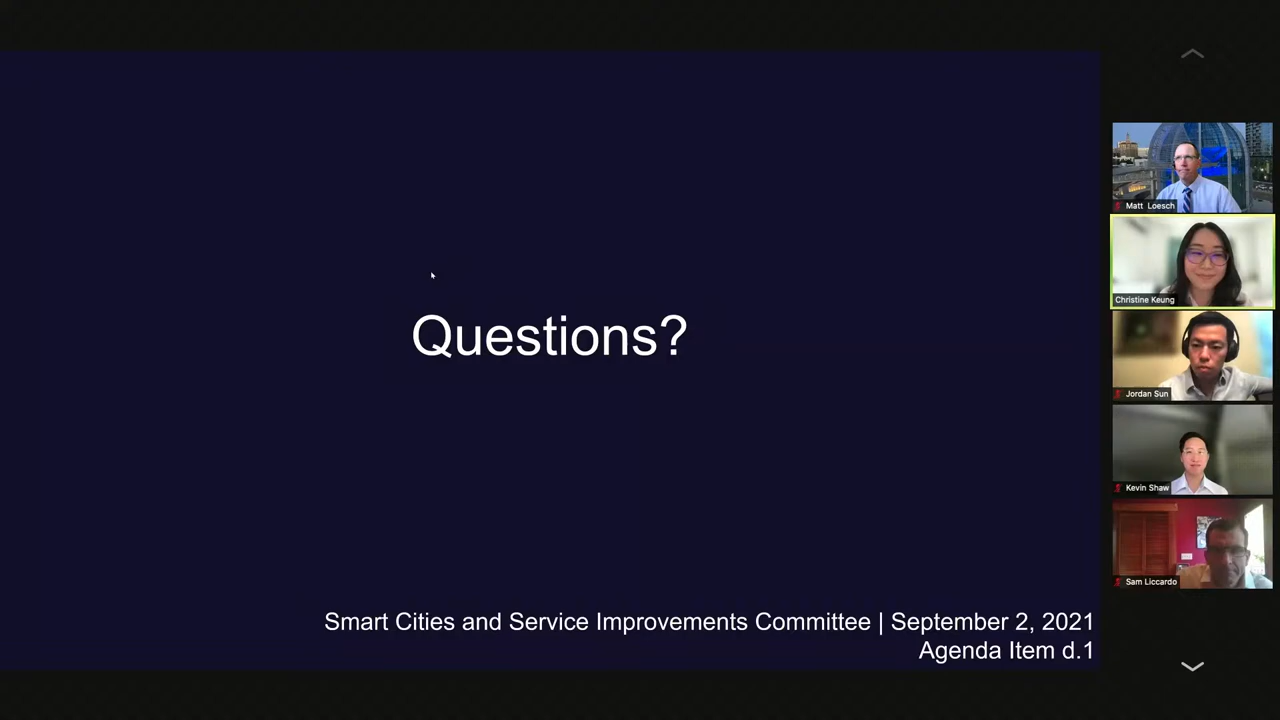 Questions?
Smart Cities and Service Improvements Committee | September 2, 2021
Agenda Item d.1
Matt Loesch
Christine Keung
Jordan Sun
Kevin Shaw
Sam Liccardo